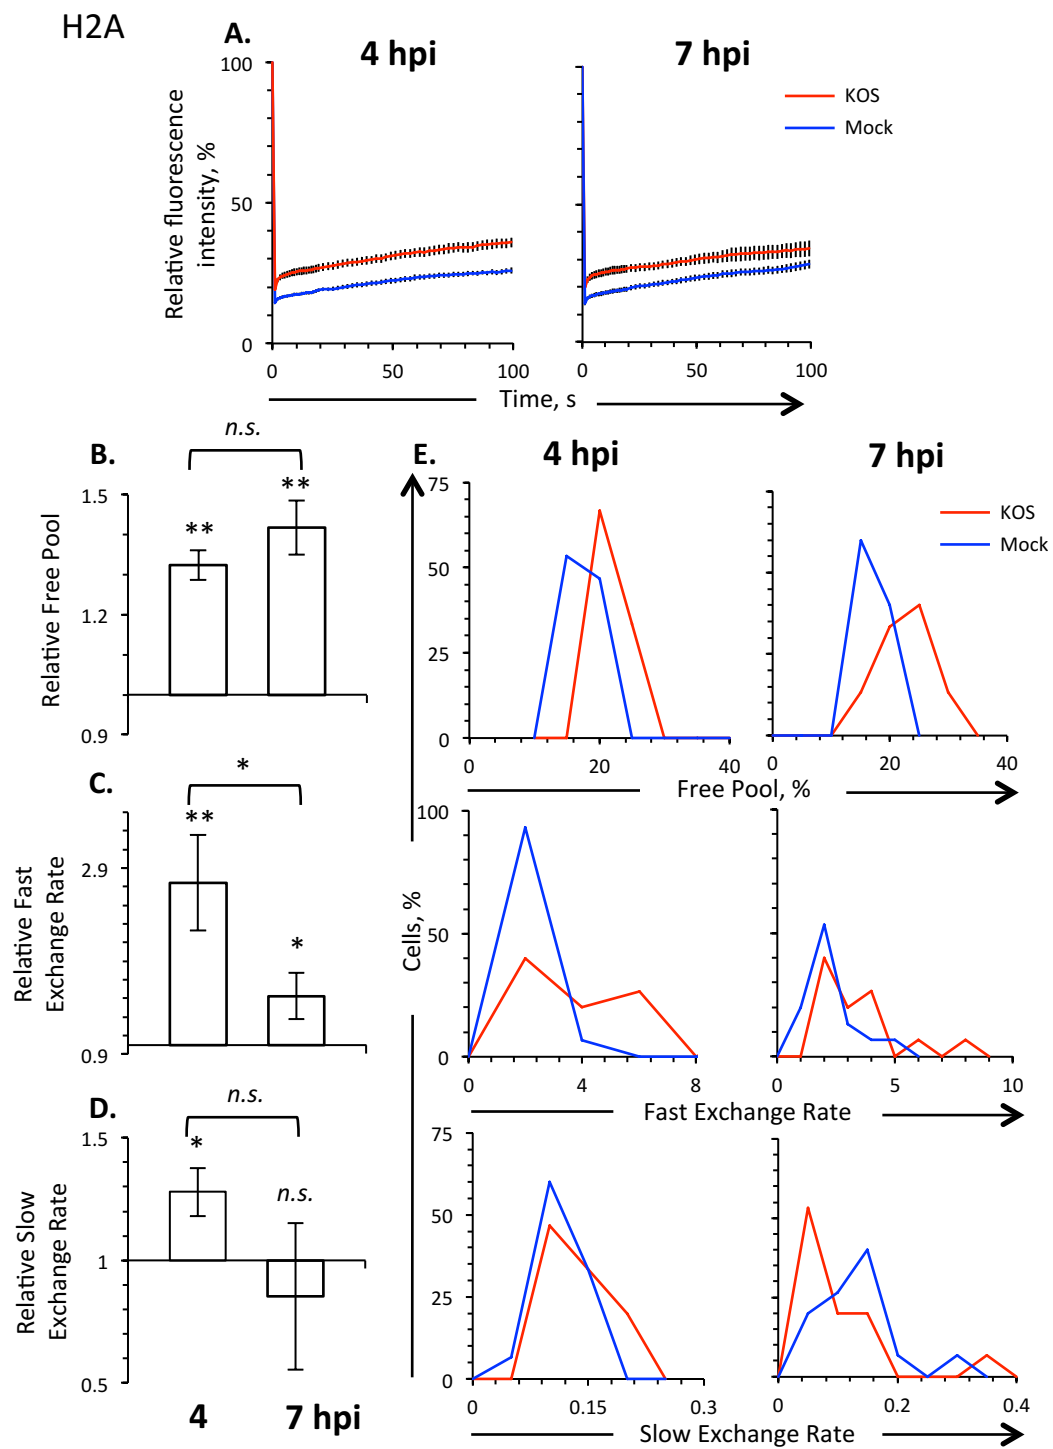 H2A
A.
4 hpi
7 hpi
KOS
Mock
Relative fluorescence
intensity, %
100
50
0
0
50
100
0
50
100
Time, s
B.
n.s.
**
**
Relative Free Pool
1.5
1.2
0.9
C.
*
**
*
Relative Fast
Exchange Rate
2.9
0.9
D.
n.s.
*
n.s.
Relative Slow
Exchange Rate
1.5
1
0.5
4
7 hpi
E.
4 hpi
7 hpi
KOS
Mock
Cells, %
75
50
25
0
0
20
40
0
20
40
Free Pool, %
100
50
0
0
4
8
0
5
10
Fast Exchange Rate
75
50
25
0
0
0.15
0.3
0
0.2
0.4
Slow Exchange Rate